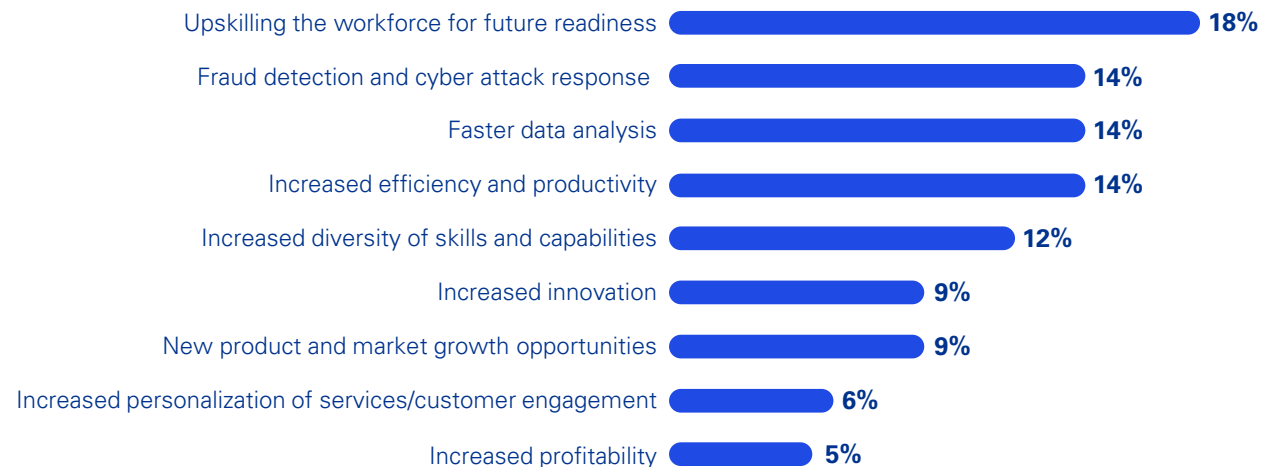 Upskilling the workforce for future readiness 18%
Fraud detection and cyber attack response 14%
Faster data analysis 14%
Increased efficiency and productivity 14%
Increased diversity of skills and capabilities 12%
Increased innovation 9%
New product and market growth opportunities 9%
Increased personalization of services/customer engagement 6%
Increased profitability 5%